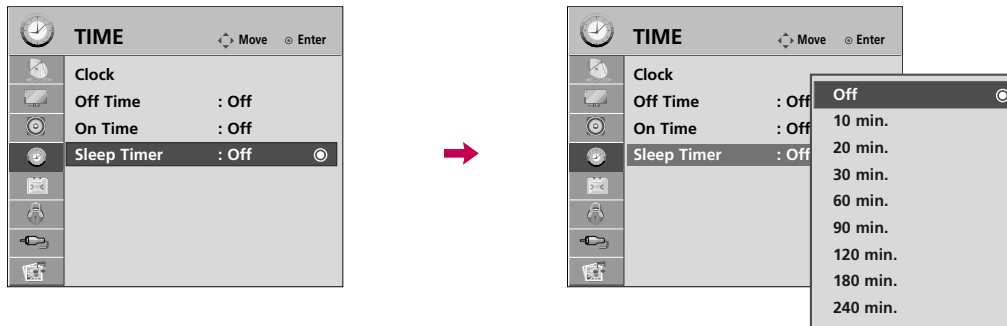 TIME
Move
Enter
Clock
Off Time : Off
On Time : Off
Sleep Timer : Off
TIME
Move
Enter
Clock
Off Time : Off
On Time : Off
Sleep Timer : Off
Off
10 min.
20 min.
30 min.
60 min.
90 min.
120 min.
180 min.
240 min.